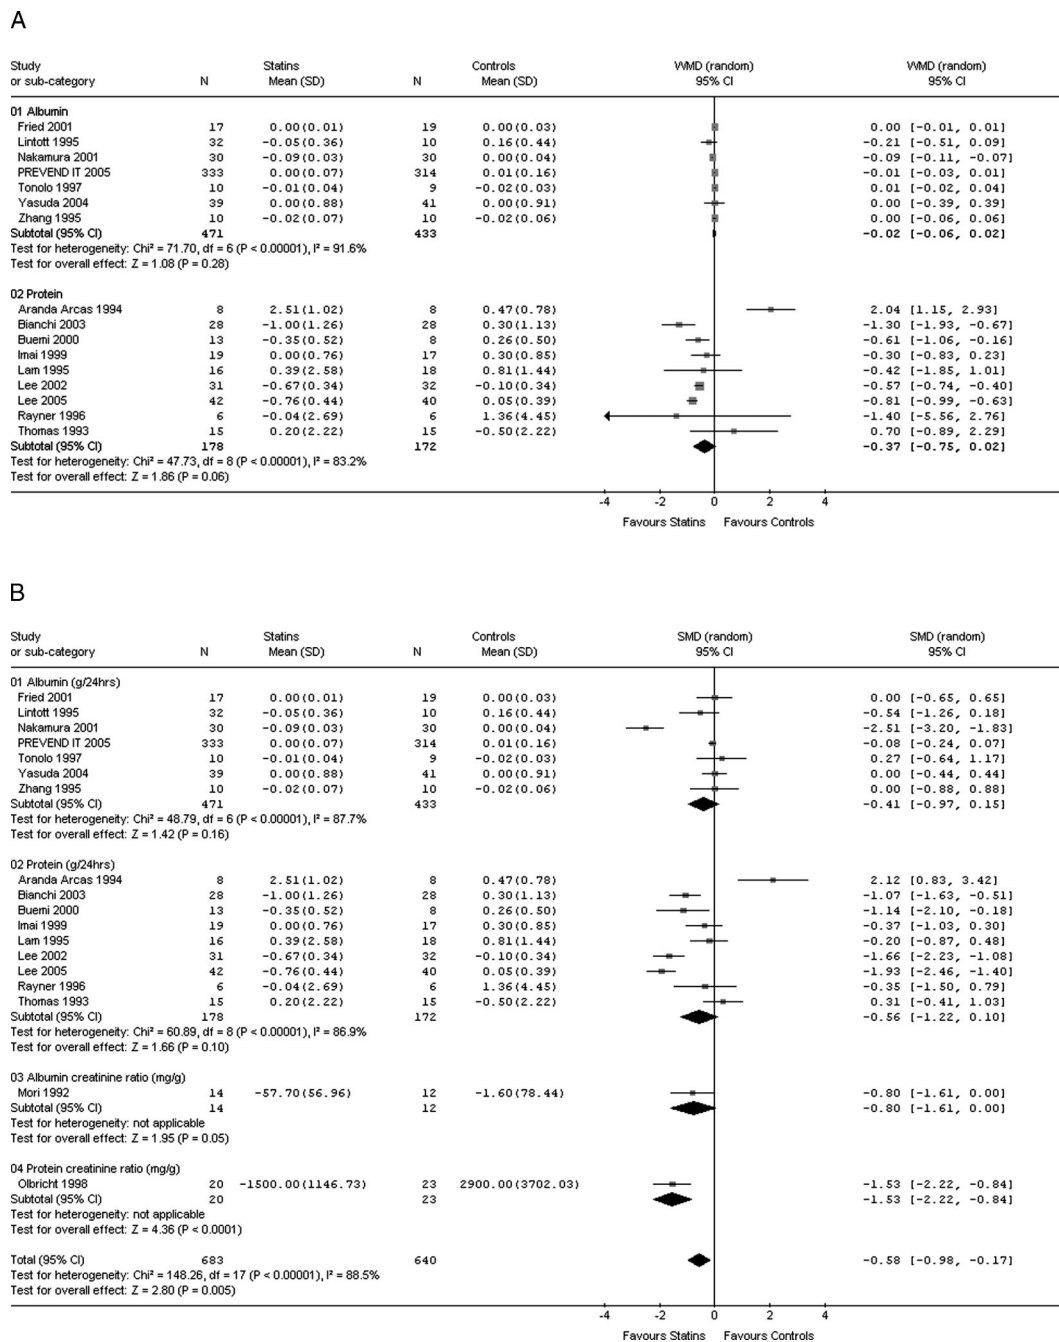 A
Study Statins Controls WMD (random) WMD (random)
or sub-category N Mean (SD) N Mean (SD) 95% CI 95% CI
01 Albumin
Fried 2001 17 0.00(0.01) 19 0.00(0.03) 0.00 [-0.01, 0.01]
Lintott 1995 32 -0.05(0.36) 10 0.16(0.44) -0.21 [-0.51, 0.09]
Nakamura 2001 30 -0.09(0.03) 30 0.00(0.04) -0.09 [-0.11, -0.07]
PREVEND IT 2005 333 0.00(0.07) 314 0.01(0.16) -0.01 [-0.03, 0.01]
Tonolo 1997 10 -0.01(0.04) 9 -0.02(0.03) 0.01 [-0.02, 0.04]
Yasuda 2004 39 0.00(0.88) 41 0.00(0.91) 0.00 [-0.39, 0.39]
Zhang 1995 10 -0.02(0.07) 10 -0.02(0.06) 0.00 [-0.06, 0.06]
Subtotal (95% CI) 471 433 -0.02 [-0.06, 0.02]
Test for heterogeneity: Chi² = 71.70, df = 6 (P < 0.00001), I² = 91.6%
Test for overall effect: Z = 1.08 (P = 0.28)
02 Protein
Aranda Arcas 1994 8 2.51(1.02) 8 0.47(0.78) 2.04 [1.15, 2.93]
Bianchi 2003 28 -1.00(1.26) 28 0.30(1.13) -1.30 [-1.93, -0.67]
Buemi 2000 13 -0.35(0.52) 8 0.26(0.50) -0.61 [-1.06, -0.16]
Imai 1999 19 0.00(0.76) 17 0.30(0.85) -0.30 [-0.83, 0.23]
Lam 1995 16 0.39(2.58) 18 0.81(1.44) -0.42 [-1.85, 1.01]
Lee 2002 31 -0.67(0.34) 32 -0.10(0.34) -0.57 [-0.74, -0.40]
Lee 2005 42 -0.76(0.44) 40 0.05(0.39) -0.81 [-0.99, -0.63]
Rayner 1996 6 -0.04(2.69) 6 1.36(4.45) -1.40 [-5.56, 2.76]
Thomas 1993 15 0.20(2.22) 15 -0.50(2.22) 0.70 [-0.89, 2.29]
Subtotal (95% CI) 178 172 -0.37 [-0.75, 0.02]
Test for heterogeneity: Chi² = 47.73, df = 8 (P < 0.00001), I² = 83.2%
Test for overall effect: Z = 1.86 (P = 0.06)
-4 -2 0 2 4
Favours Statins Favours Controls
B
Study Statins Controls SMD (random) SMD (random)
or sub-category N Mean (SD) N Mean (SD) 95% CI 95% CI
01 Albumin (g/24hrs)
Fried 2001 17 0.00(0.01) 19 0.00(0.03) 0.00 [-0.65, 0.65]
Lintott 1995 32 -0.05(0.36) 10 0.16(0.44) -0.54 [-1.26, 0.18]
Nakamura 2001 30 -0.09(0.03) 30 0.00(0.04) -2.51 [-3.20, -1.83]
PREVEND IT 2005 333 0.00(0.07) 314 0.01(0.16) -0.08 [-0.24, 0.07]
Tonolo 1997 10 -0.01(0.04) 9 -0.02(0.03) 0.27 [-0.64, 1.17]
Yasuda 2004 39 0.00(0.88) 41 0.00(0.91) 0.00 [-0.44, 0.44]
Zhang 1995 10 -0.02(0.07) 10 -0.02(0.06) 0.00 [-0.88, 0.88]
Subtotal (95% CI) 471 433 -0.41 [-0.97, 0.15]
Test for heterogeneity: Chi² = 48.79, df = 6 (P < 0.00001), I² = 87.7%
Test for overall effect: Z = 1.42 (P = 0.16)
02 Protein (g/24hrs)
Aranda Arcas 1994 8 2.51(1.02) 8 0.47(0.78) 2.12 [0.83, 3.42]
Bianchi 2003 28 -1.00(1.26) 28 0.30(1.13) -1.07 [-1.63, -0.51]
Buemi 2000 13 -0.35(0.52) 8 0.26(0.50) -1.14 [-2.10, -0.18]
Imai 1999 19 0.00(0.76) 17 0.30(0.85) -0.37 [-1.03, 0.30]
Lam 1995 16 0.39(2.58) 18 0.81(1.44) -0.20 [-0.87, 0.48]
Lee 2002 31 -0.67(0.34) 32 -0.10(0.34) -1.66 [-2.23, -1.08]
Lee 2005 42 -0.76(0.44) 40 0.05(0.39) -1.93 [-2.46, -1.40]
Rayner 1996 6 -0.04(2.69) 6 1.36(4.45) -0.35 [-1.50, 0.79]
Thomas 1993 15 0.20(2.22) 15 -0.50(2.22) 0.31 [-0.41, 1.03]
Subtotal (95% CI) 178 172 -0.56 [-1.22, 0.10]
Test for heterogeneity: Chi² = 60.89, df = 8 (P < 0.00001), I² = 86.9%
Test for overall effect: Z = 1.66 (P = 0.10)
03 Albumin creatinine ratio (mg/g)
Mori 1992 14 -57.70(56.96) 12 -1.60(78.44) -0.80 [-1.61, 0.00]
Subtotal (95% CI) 14 12 -0.80 [-1.61, 0.00]
Test for heterogeneity: not applicable
Test for overall effect: Z = 1.95 (P = 0.05)
04 Protein creatinine ratio (mg/g)
Olbricht 1998 20 -1500.00(1146.73) 23 2900.00(3702.03) -1.53 [-2.22, -0.84]
Subtotal (95% CI) 20 23 -1.53 [-2.22, -0.84]
Test for heterogeneity: not applicable
Test for overall effect: Z = 4.36 (P < 0.0001)
Total (95% CI) 683 640 -0.58 [-0.98, -0.17]
Test for heterogeneity: Chi² = 148.26, df = 17 (P < 0.00001), I² = 88.5%
Test for overall effect: Z = 2.80 (P = 0.005)
-4 -2 0 2 4
Favours Statins Favours Controls